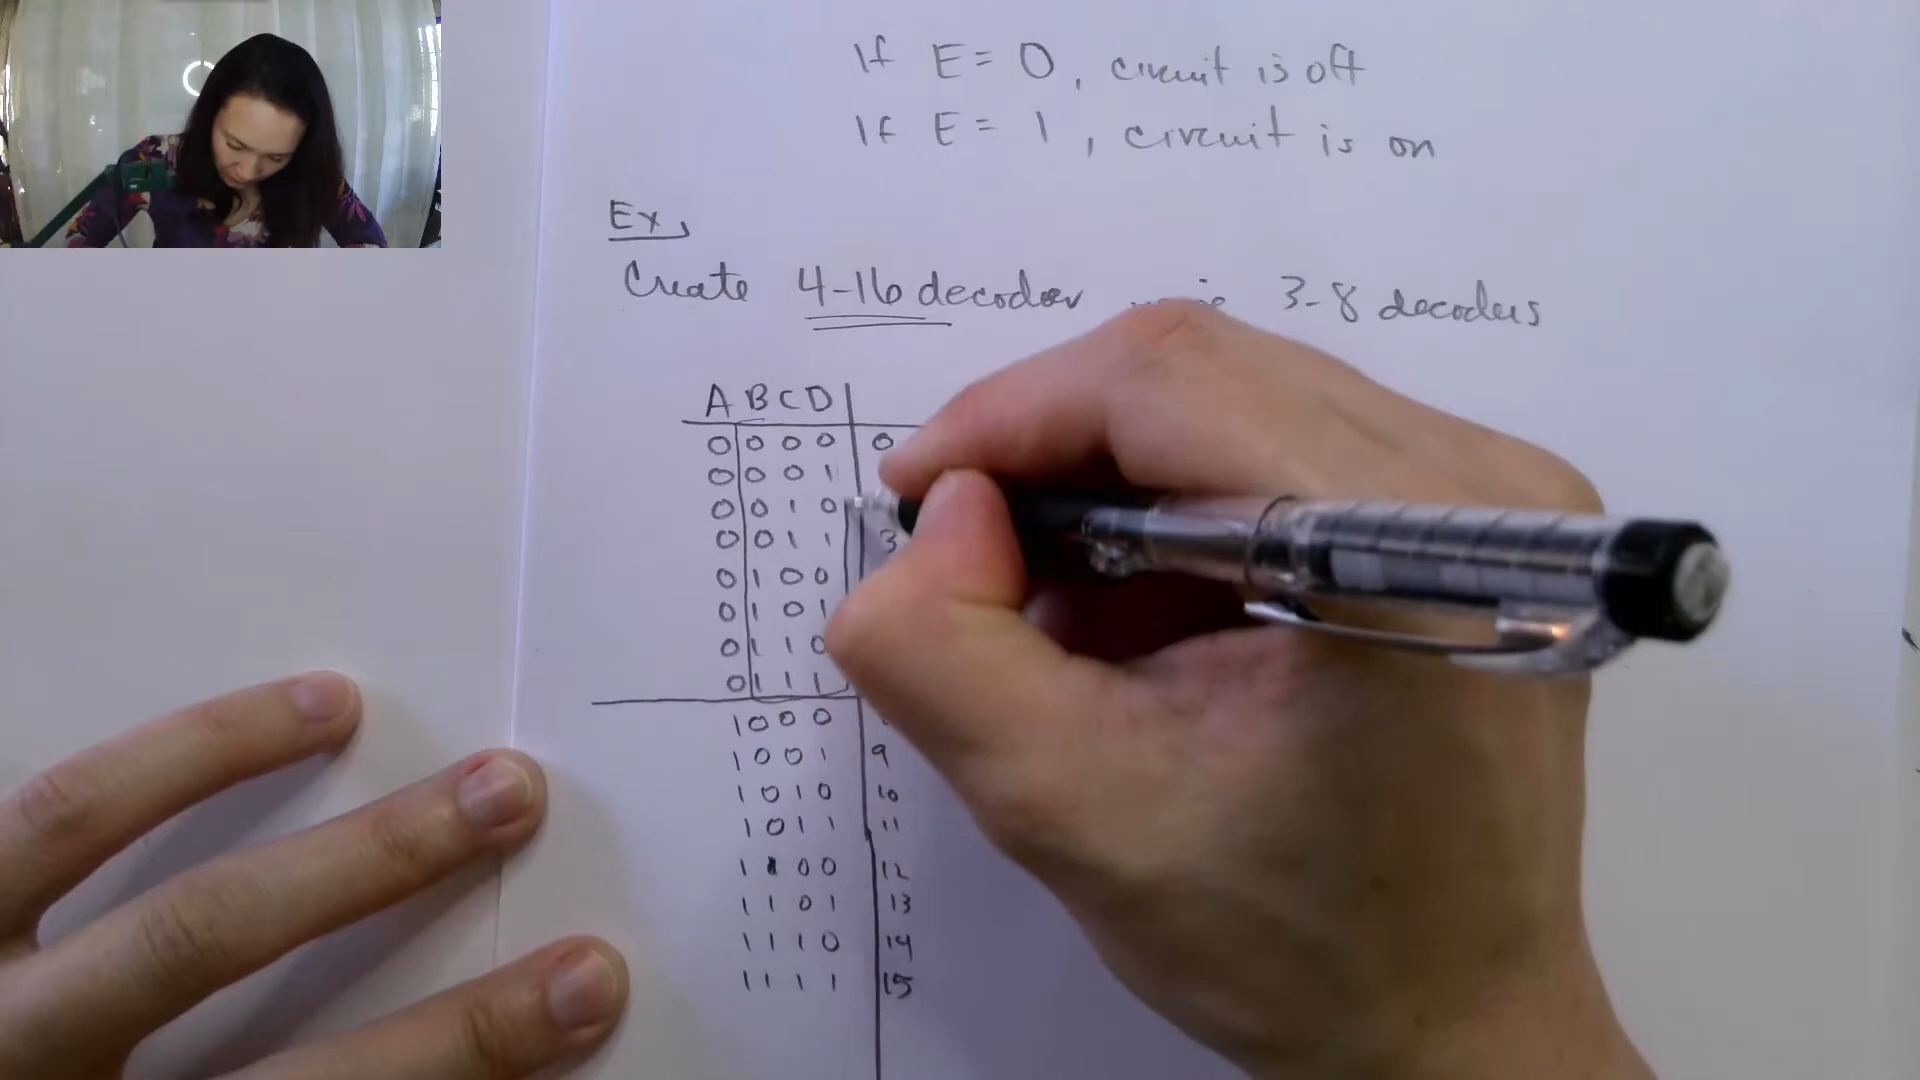 If E = 0, circuit is off
If E = 1, circuit is on
Ex,
Create 4-16 decoder 3-8 decoders
A B C D
0 0 0 0 0
0 0 0 1
0 0 1 0
0 0 1 1 3
0 1 0 0
0 1 0 1
0 1 1 0
0 1 1 1
1 0 0 0
1 0 0 1 9
1 0 1 0 10
1 0 1 1 11
1 1 0 0 12
1 1 0 1 13
1 1 1 0 14
1 1 1 1 15